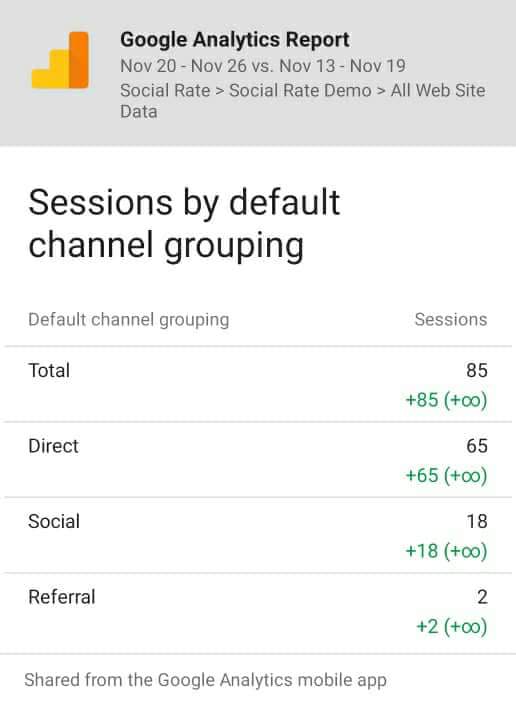 Google Analytics Report
Nov 20 - Nov 26 vs. Nov 13 - Nov 19
Social Rate > Social Rate Demo > All Web Site
Data
Sessions by default
channel grouping
Default channel grouping Sessions
Total 85
+85 (+∞)
Direct 65
+65 (+∞)
Social 18
+18 (+∞)
Referral 2
+2 (+∞)
Shared from the Google Analytics mobile app